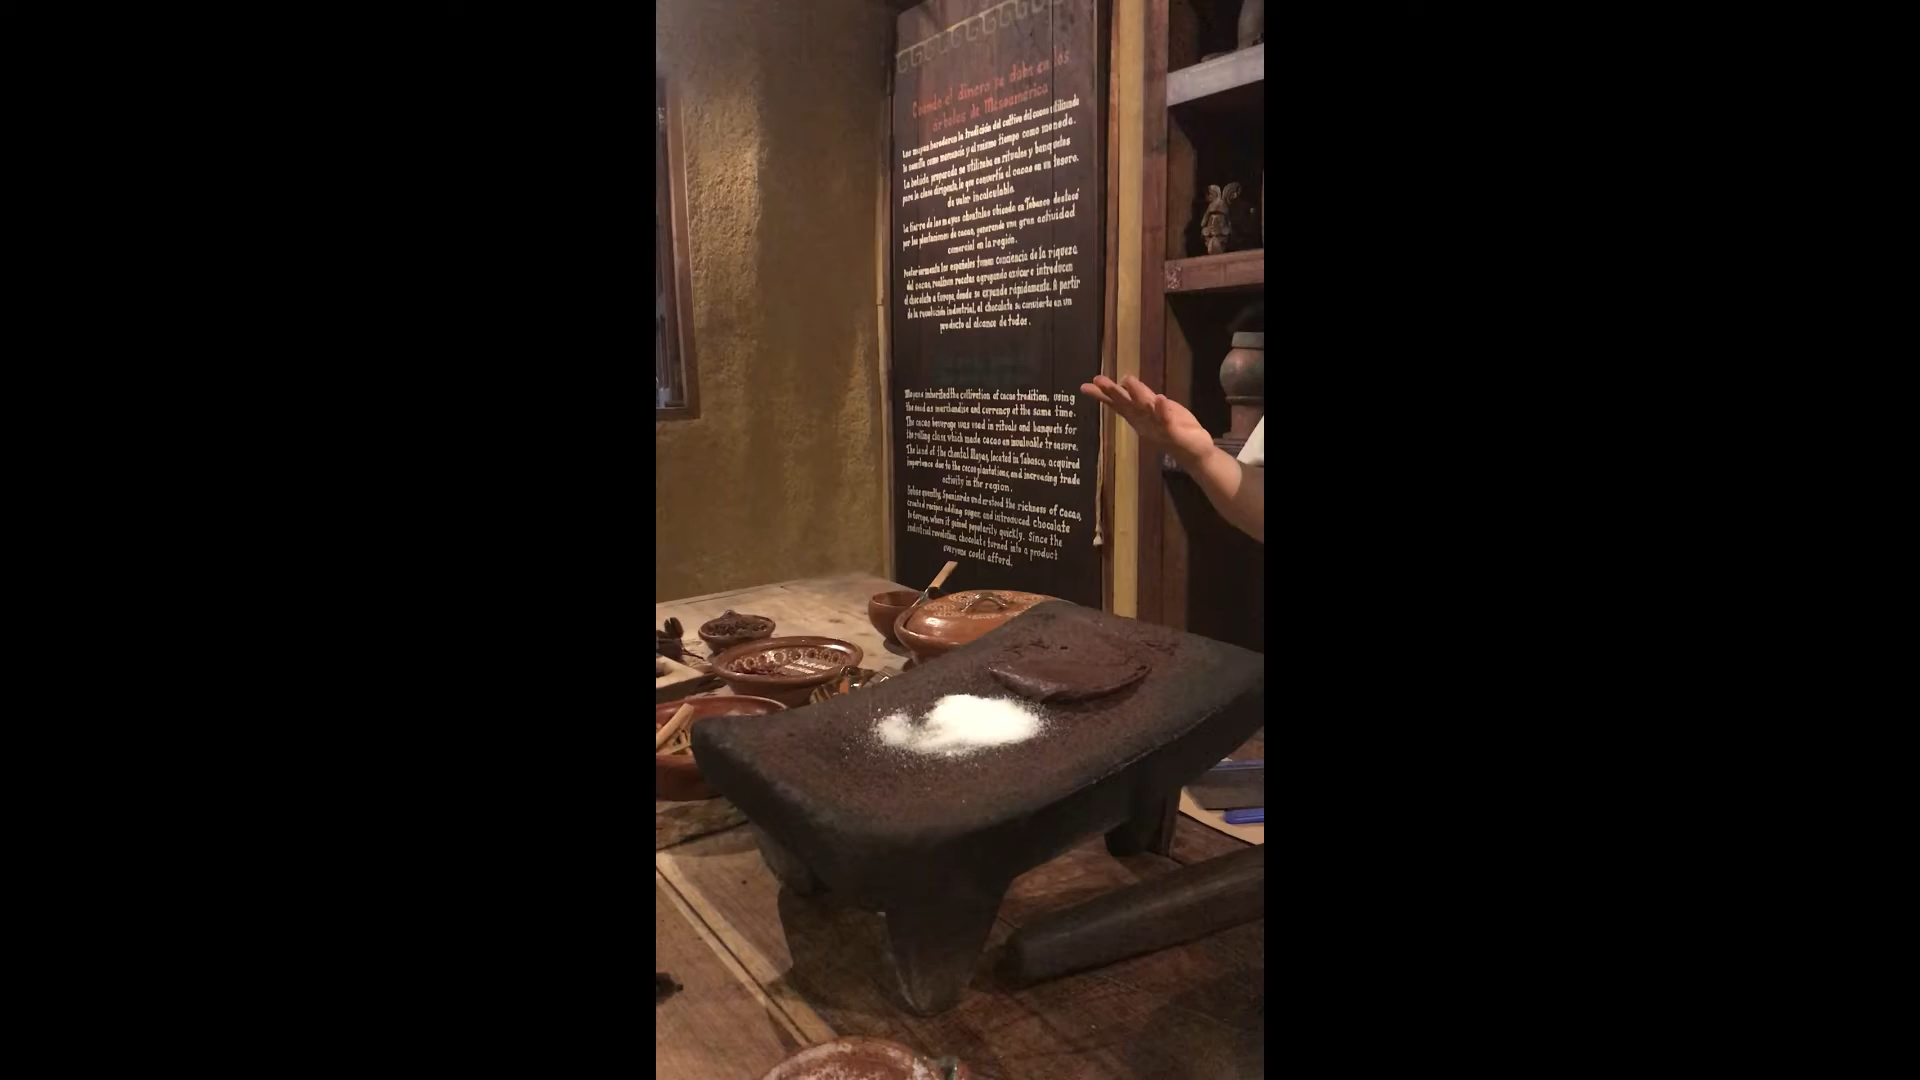 Cuando el dinero se daba en los
árboles de Mesoamérica
Los mayas heredaron la tradición del cultivo del cacao utilizando
la semilla como mercancía y al mismo tiempo como moneda.
La bebida preparada se utilizaba en rituales y banquetes
para la clase dirigente, lo que convertía al cacao en un tesoro
de valor incalculable.
La tierra de los mayas chontales ubicada en Tabasco destacó
por las plantaciones de cacao, generando una gran actividad
comercial en la región.
Posteriormente los españoles toman conciencia de la riqueza
del cacao, realizan recetas agregando azúcar e introducen
el chocolate a Europa, donde se expande rápidamente. A partir
de la revolución industrial, el chocolate se convierte en un
producto al alcance de todos.
Mayans inherited the cultivation of cacao tradition, using
the seed as marchandise and currency at the same time.
The cacao beverage was used in rituals and banquets for
the rulling class, which made cacao an invaluable treasure.
The land of the chontal Mayas, located in Tabasco, acquired
importance due to the cacao plantations, and increasing trade
activity in the region.
Subsequently, Spaniards understood the richness of cacao,
created recipes adding sugar, and introduced chocolate
to Europe, where it gained popularity quickly. Since the
industrial revolution, chocolate turned into a product
everyone could afford.